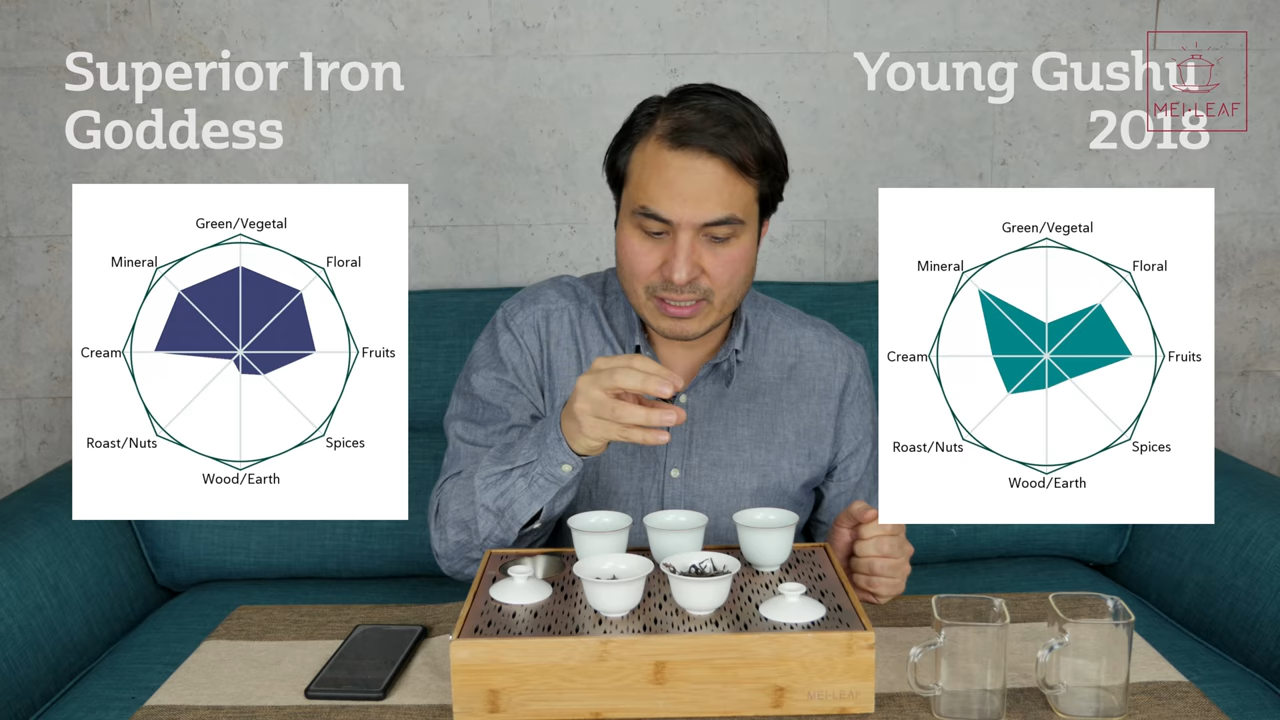 Superior Iron
Goddess
Young Gushu
2018
MEI·LEAF
Green/Vegetal
Mineral
Floral
Cream
Fruits
Roast/Nuts
Spices
Wood/Earth
Green/Vegetal
Mineral
Floral
Cream
Fruits
Roast/Nuts
Spices
Wood/Earth
MEI·LEAF